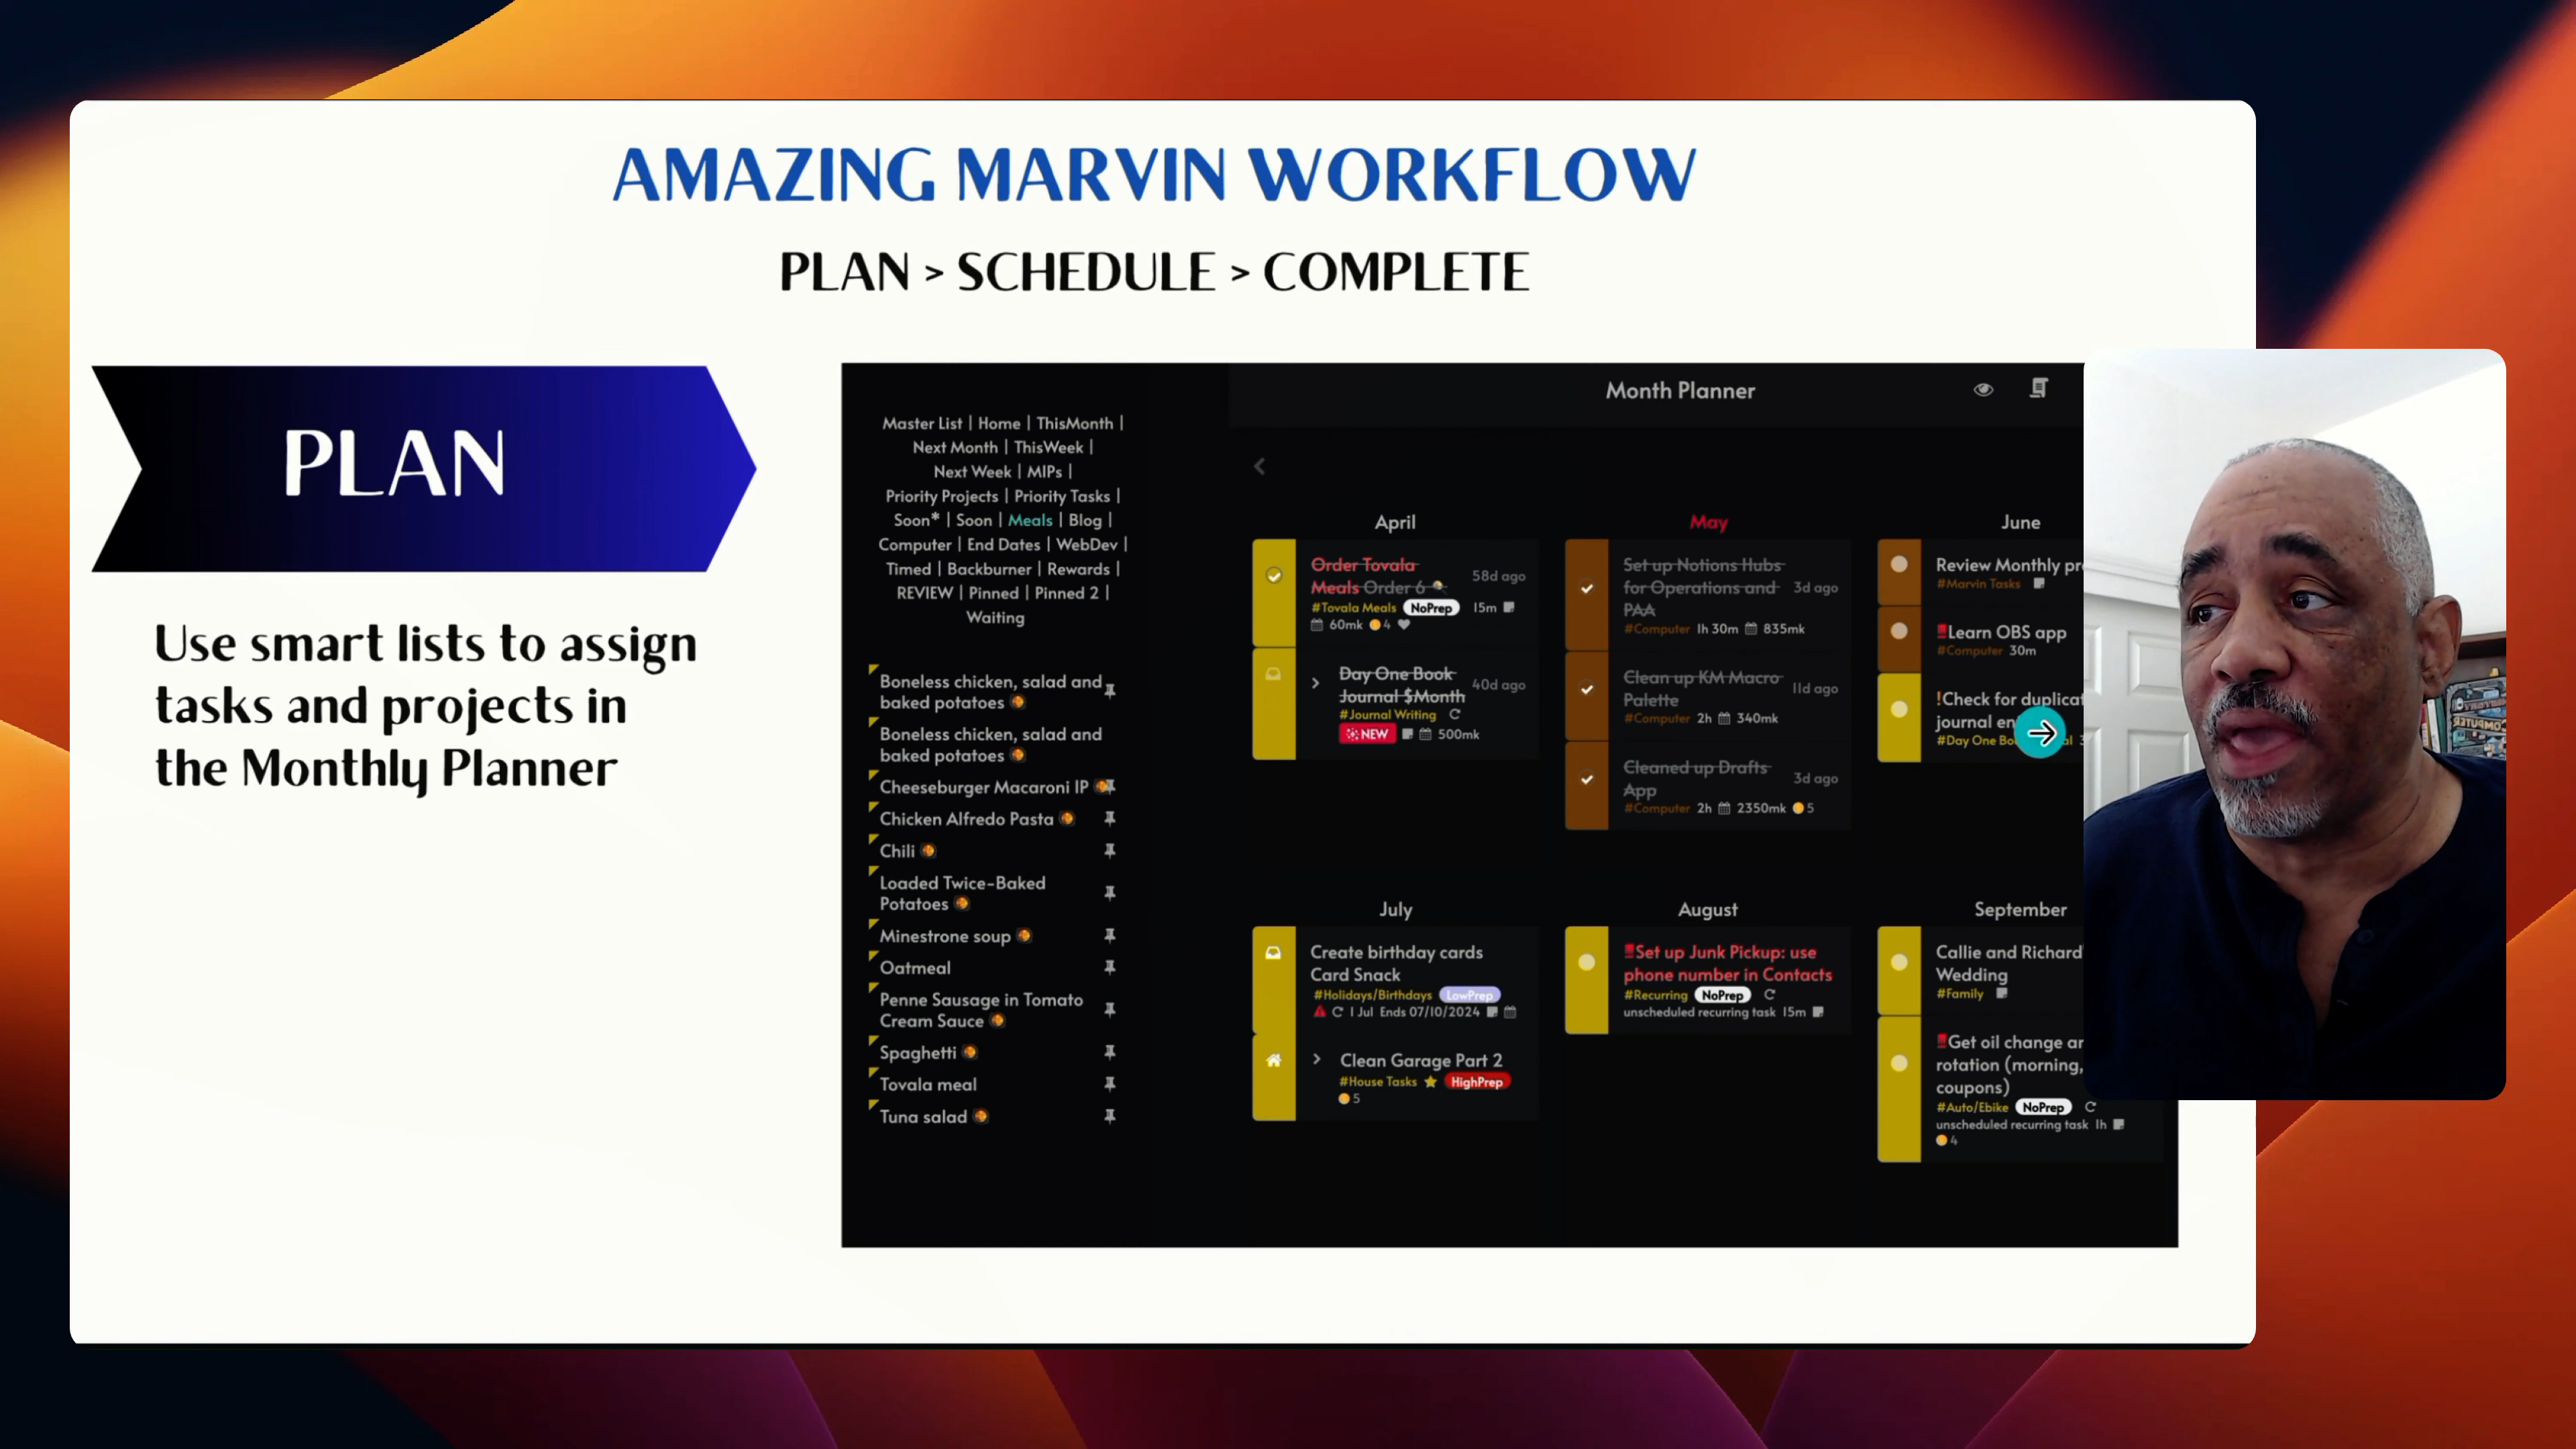 AMAZING MARVIN WORKFLOW
PLAN > SCHEDULE > COMPLETE
PLAN
Use smart lists to assign
tasks and projects in
the Monthly Planner
Master List | Home | ThisMonth |
Next Month | ThisWeek |
Next Week | MIPs |
Priority Projects | Priority Tasks |
Soon* | Soon | Meals | Blog |
Computer | End Dates | WebDev |
Timed | Backburner | Rewards |
REVIEW | Pinned | Pinned 2 |
Waiting
Boneless chicken, salad and
baked potatoes
Boneless chicken, salad and
baked potatoes
Cheeseburger Macaroni IP
Chicken Alfredo Pasta
Chili
Loaded Twice-Baked
Potatoes
Minestrone soup
Oatmeal
Penne Sausage in Tomato
Cream Sauce
Spaghetti
Tovala meal
Tuna salad
Month Planner
April
Order Tovala
Meals Order 6
58d ago
#Tovala Meals NoPrep 15m
60mk 4
Day One Book
Journal $Month
40d ago
#Journal Writing
NEW 500mk
May
Set up Notions Hubs
for Operations and
PAA
3d ago
#Computer 1h 30m 835mk
Clean up KM Macro
Palette
11d ago
#Computer 2h 340mk
Cleaned up Drafts
App
3d ago
#Computer 2h 2350mk 5
June
Review Monthly
#Marvin Tasks
Learn OBS app
#Computer 30m
!Check for
journal
#Day One
July
Create birthday cards
Card Snack
#Holidays/Birthdays LowPrep
1 Jul Ends 07/10/2024
Clean Garage Part 2
#House Tasks HighPrep
5
August
Set up Junk Pickup: use
phone number in Contacts
#Recurring NoPrep
unscheduled recurring task 15m
September
Callie and Richard
Wedding
#Family
Get oil change
rotation (morning,
coupons)
#Auto/Ebike NoPrep
unscheduled recurring task 1h
4